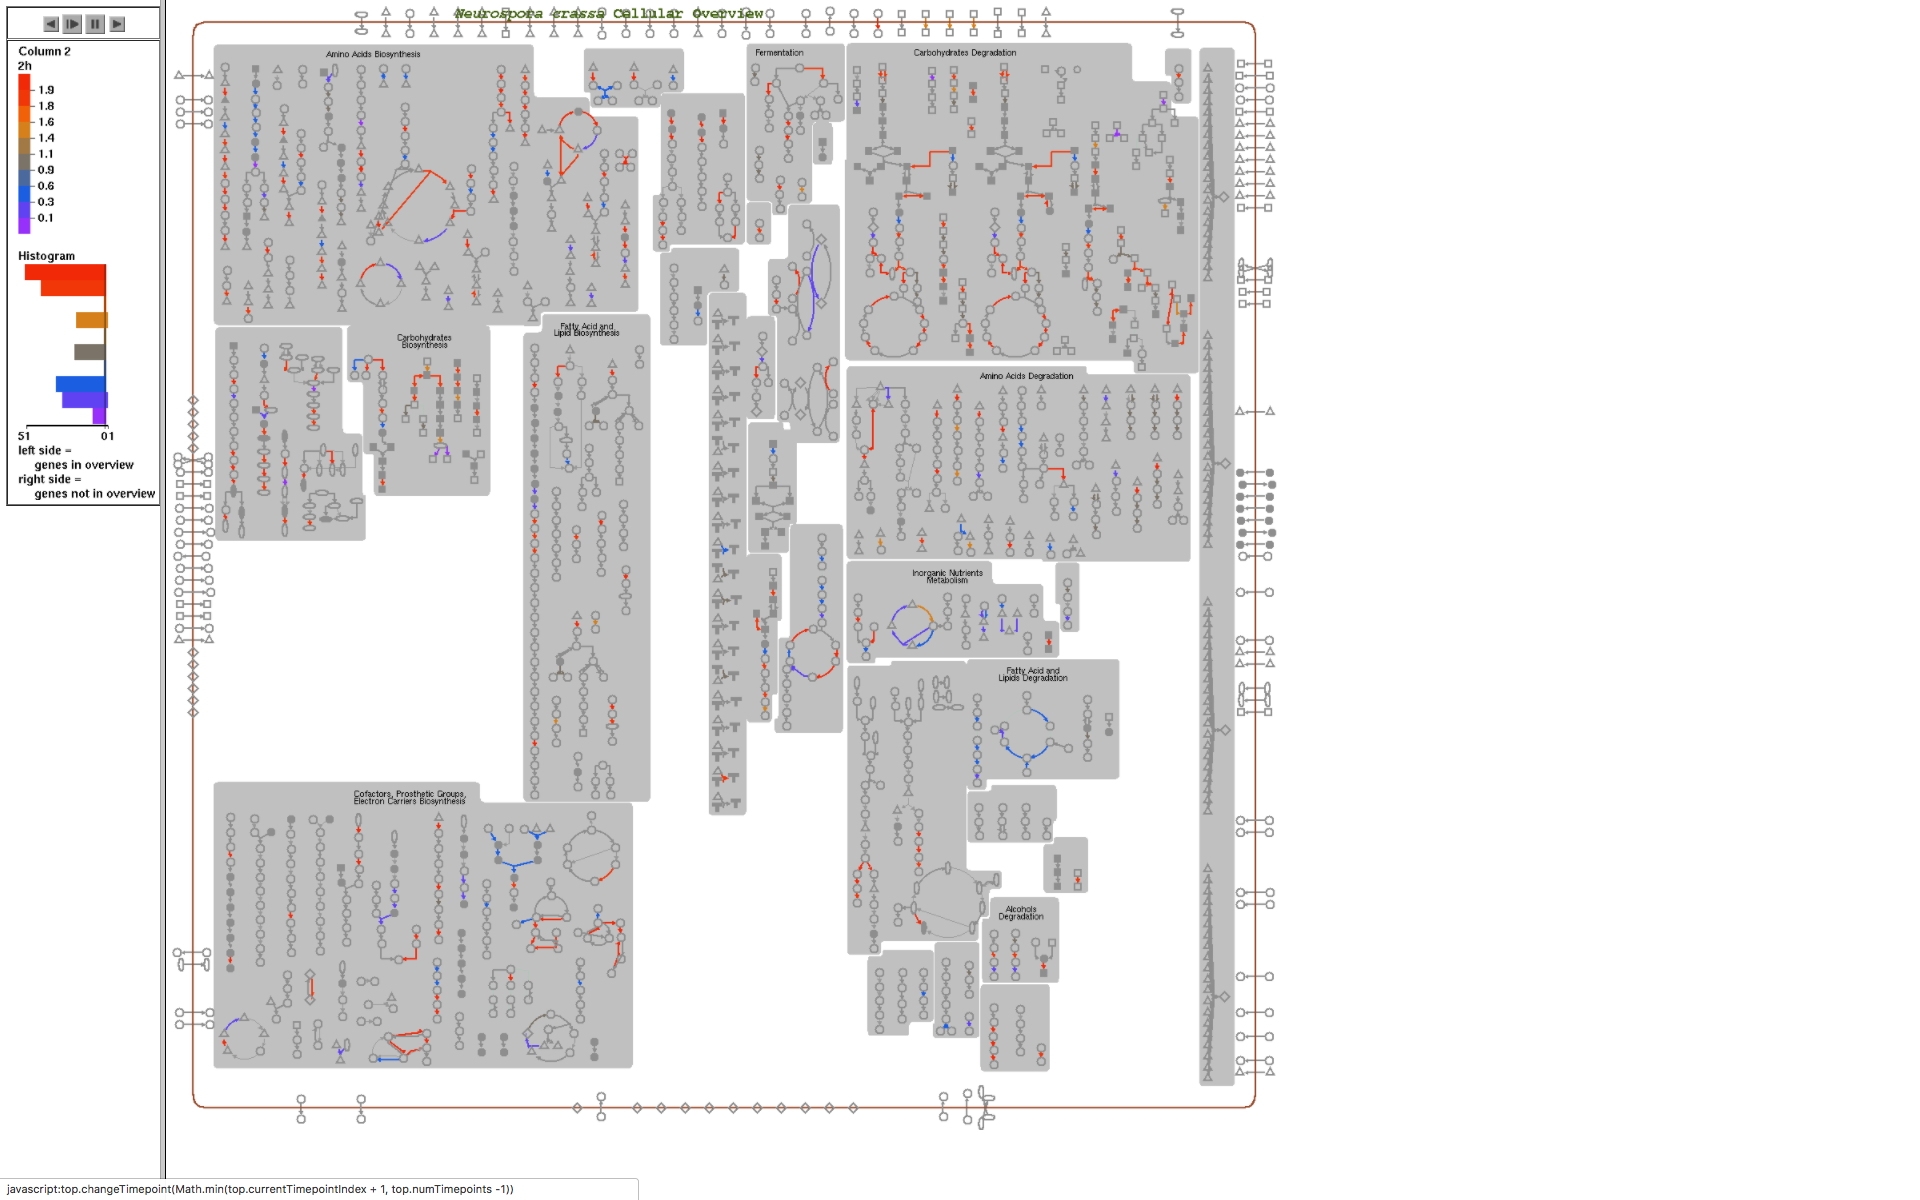 Neurospora crassa Cellular Overview
Column 2
2h
1.9
1.8
1.6
1.4
1.1
0.9
0.6
0.3
0.1
Histogram
51
0 1
left side =
genes in overview
right side =
genes not in overview
Amino Acids Biosynthesis
Fermentation
Carbohydrates Degradation
Carbohydrates
Biosynthesis
Fatty Acid and
Lipid Biosynthesis
Amino Acids Degradation
Inorganic Nutrients
Metabolism
Fatty Acid and
Lipids Degradation
Cofactors, Prosthetic Groups,
Electron Carriers Biosynthesis
Alcohols
Degradation
javascript:top.changeTimepoint(Math.min(top.currentTimepointIndex + 1, top.numTimepoints -1))